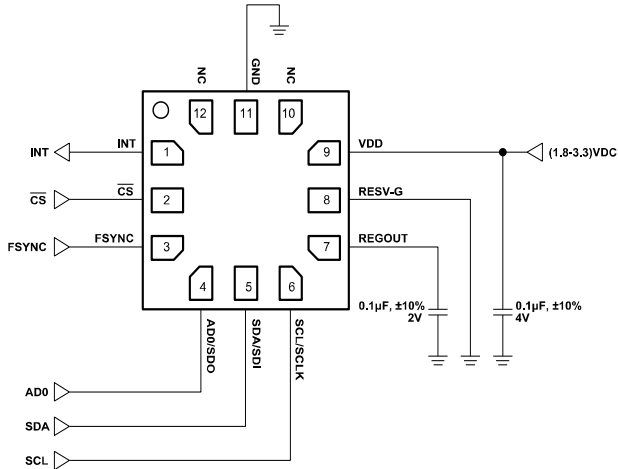 GND
NC
NC
12
11
10
INT
INT
1
9
VDD
(1.8-3.3)VDC
CS
CS
2
8
RESV-G
FSYNC
FSYNC
3
7
REGOUT
4
5
6
0.1µF, ±10%
2V
0.1µF, ±10%
4V
AD0/SDO
SDA/SDI
SCL/SCLK
AD0
SDA
SCL